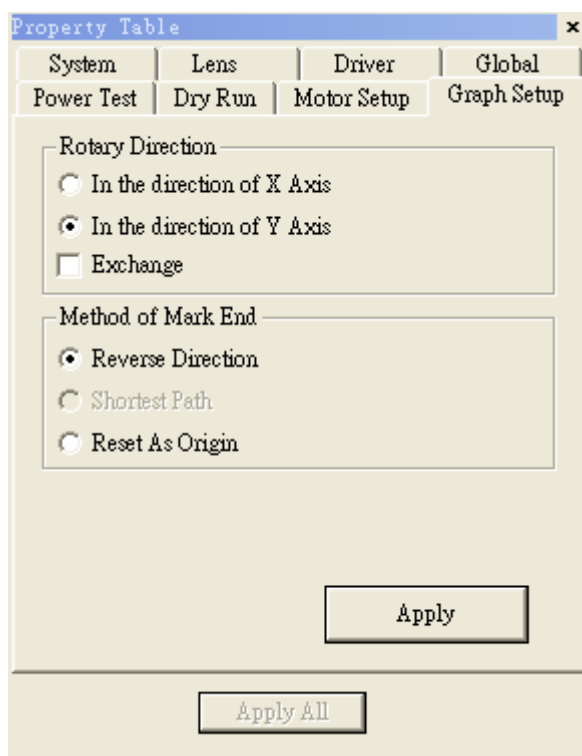 Property Table x
System Lens Driver Global
Power Test Dry Run Motor Setup Graph Setup
Rotary Direction
In the direction of X Axis
In the direction of Y Axis
Exchange
Method of Mark End
Reverse Direction
Shortest Path
Reset As Origin
Apply
Apply All